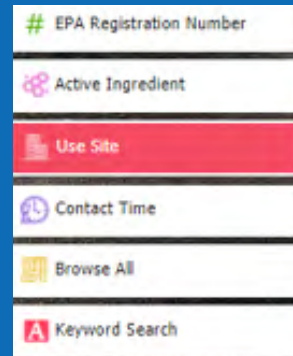 # EPA Registration Number
Active Ingredient
Use Site
Contact Time
Browse All
A Keyword Search